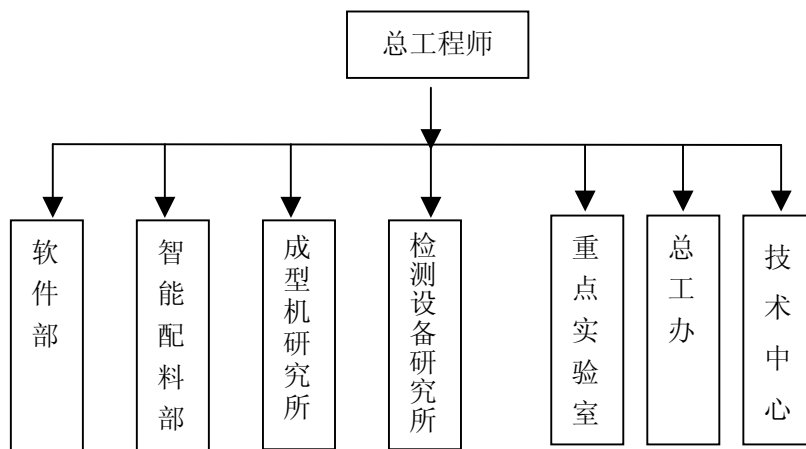 总工程师
软件部
智能配料部
成型机研究所
检测设备研究所
重点实验室
总工办
技术中心